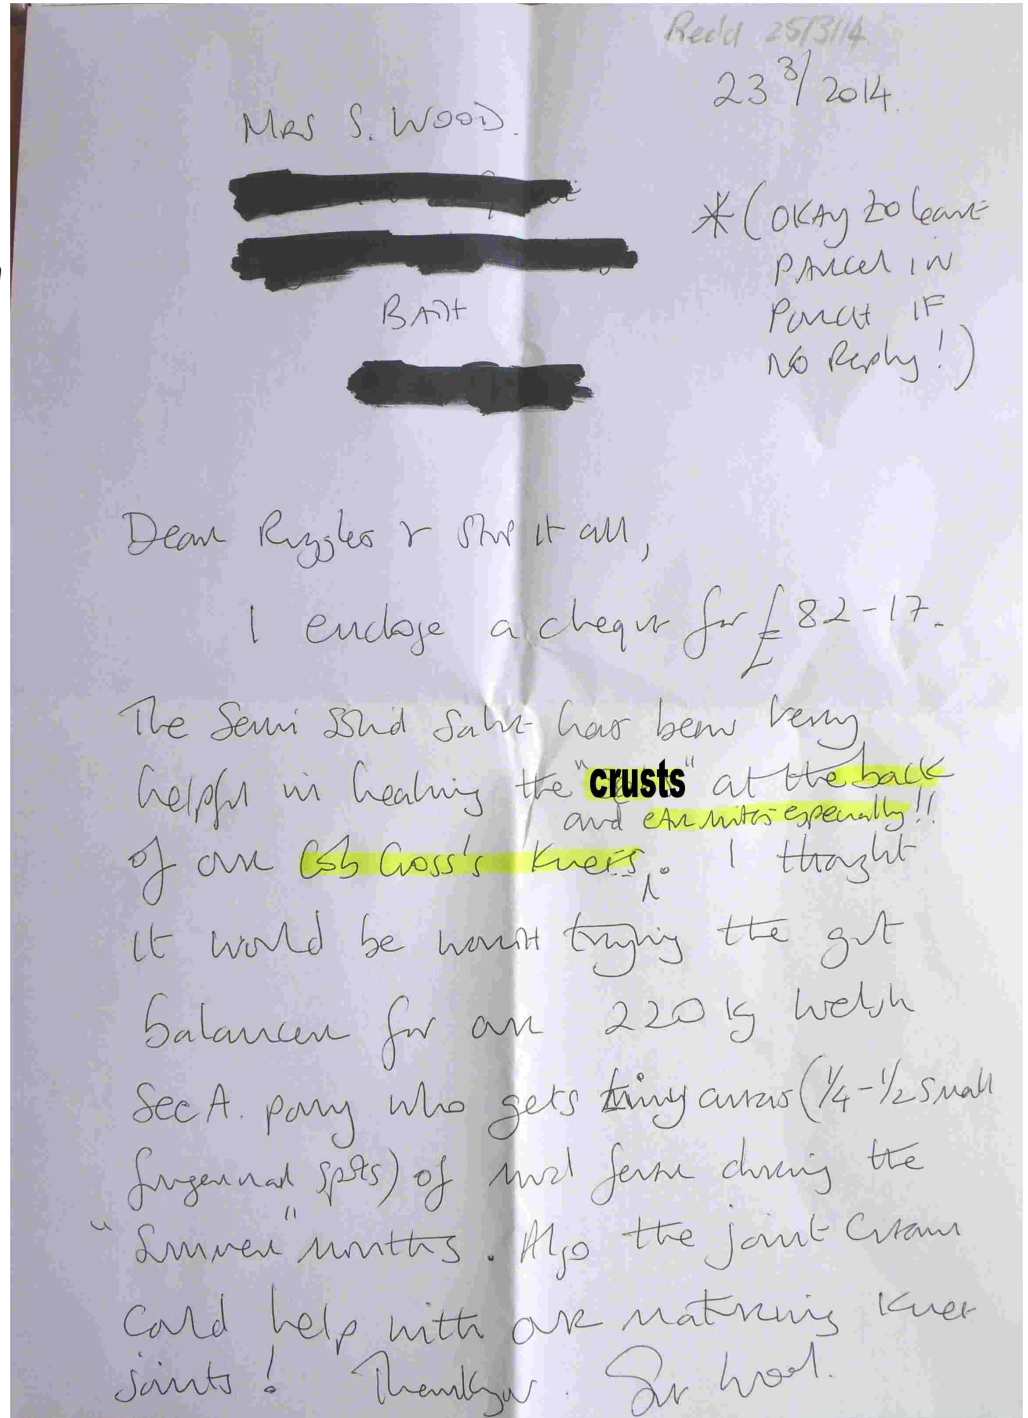 Recd 25/3/14
23 3/ 2014.
MRS S. WOOD.
BATH
* (OKAY to leave
PARCEL IN
PORCH IF
NO Reply!)
Dear Ruggles & Stop it all,
I enclose a cheque for £82-17.
The Semi Solid Salve has been very
helpful in healing the "crusts" at the back
and ear mites especially!!
of our Cob Cross's Knees. I thought
It would be worth trying the gut
balancer for our 220 kg Welsh
Sec A. pony who gets tiny areas (1/4-1/2 small
fingernail spots) of mud fever during the
"Summer" months. Also the joint Cream
could help with our maturing knee
joints! Thankyou. Sue Wood.